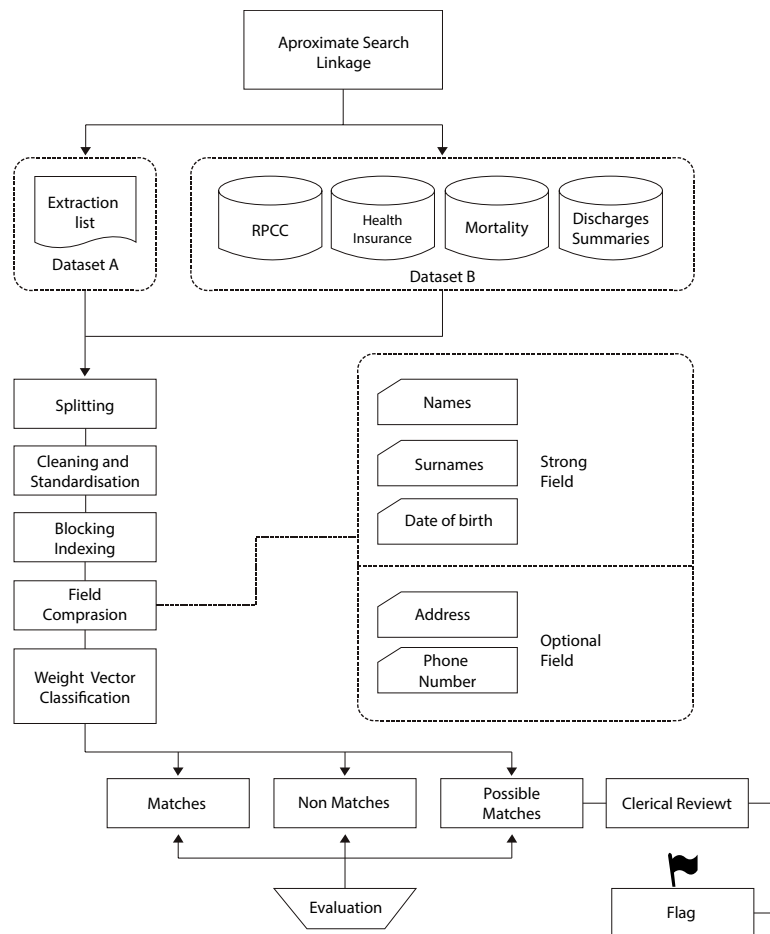 Aproximate Search
Linkage
Extraction
list
Dataset A
RPCC
Health
Insurance
Mortality
Discharges
Summaries
Dataset B
Splitting
Cleaning and
Standardisation
Blocking
Indexing
Field
Comprasion
Weight Vector
Classification
Names
Surnames
Date of birth
Strong
Field
Address
Phone
Number
Optional
Field
Matches
Non Matches
Possible
Matches
Clerical Reviewt
Evaluation
Flag